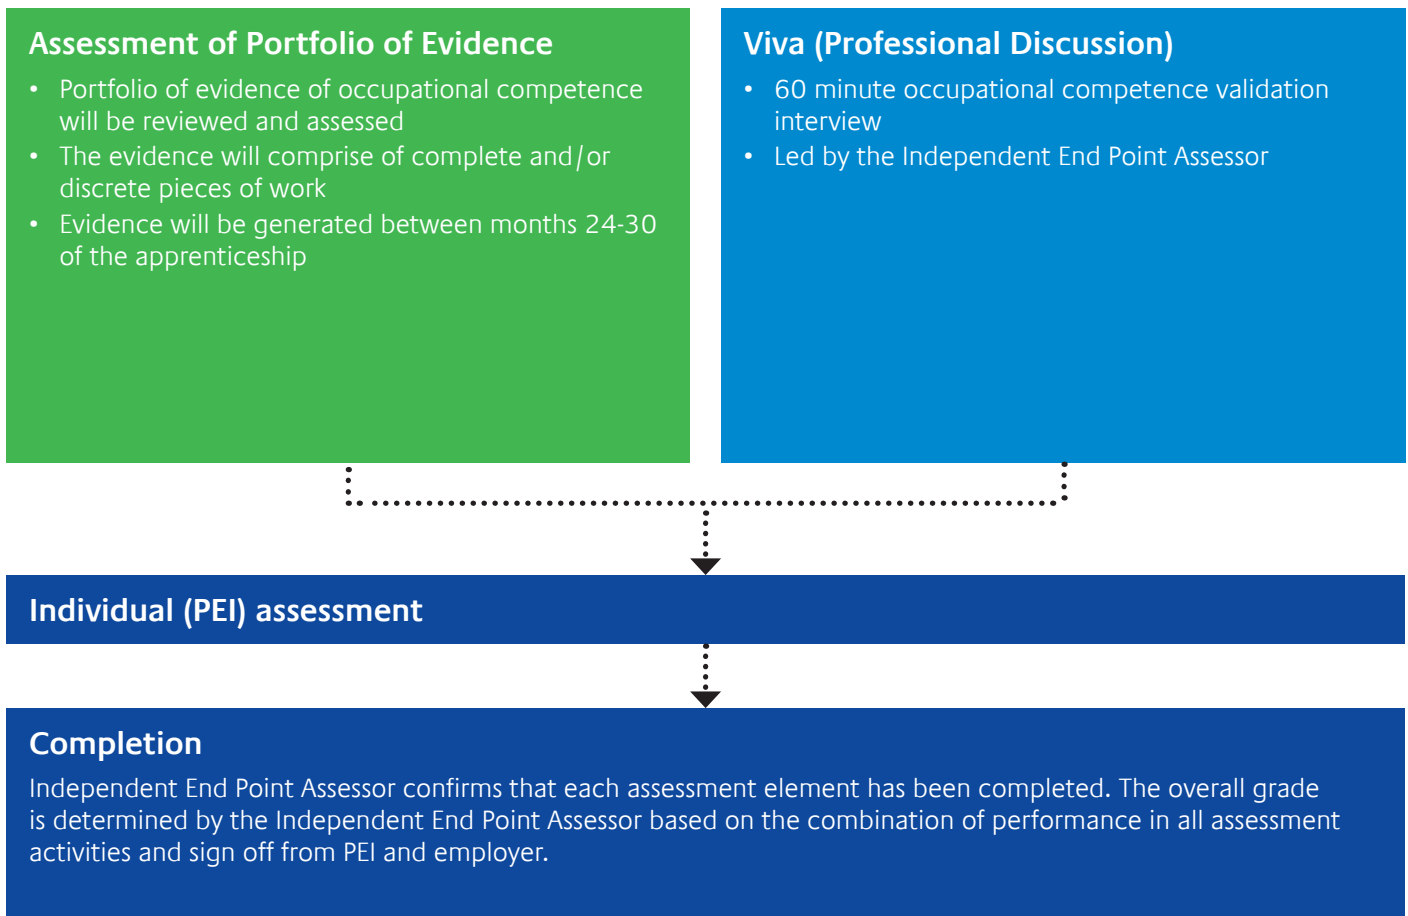 Assessment of Portfolio of Evidence
• Portfolio of evidence of occupational competence
will be reviewed and assessed
• The evidence will comprise of complete and/or
discrete pieces of work
• Evidence will be generated between months 24-30
of the apprenticeship
Viva (Professional Discussion)
• 60 minute occupational competence validation
interview
• Led by the Independent End Point Assessor
Individual (PEI) assessment
Completion
Independent End Point Assessor confirms that each assessment element has been completed. The overall grade
is determined by the Independent End Point Assessor based on the combination of performance in all assessment
activities and sign off from PEI and employer.